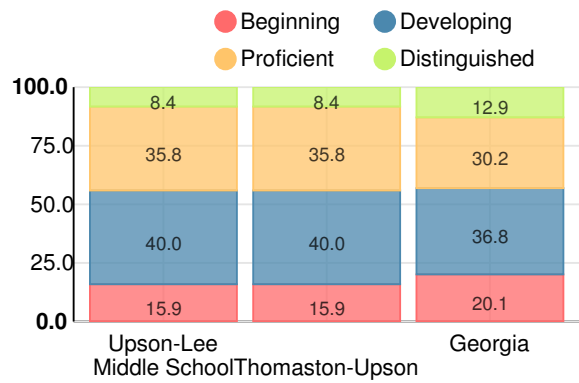 Beginning
Developing
Proficient
Distinguished
100.0
75.0
50.0
25.0
0.0
8.4
8.4
12.9
35.8
35.8
30.2
40.0
40.0
36.8
15.9
15.9
20.1
Upson-Lee
Middle School
Thomaston-Upson
Georgia